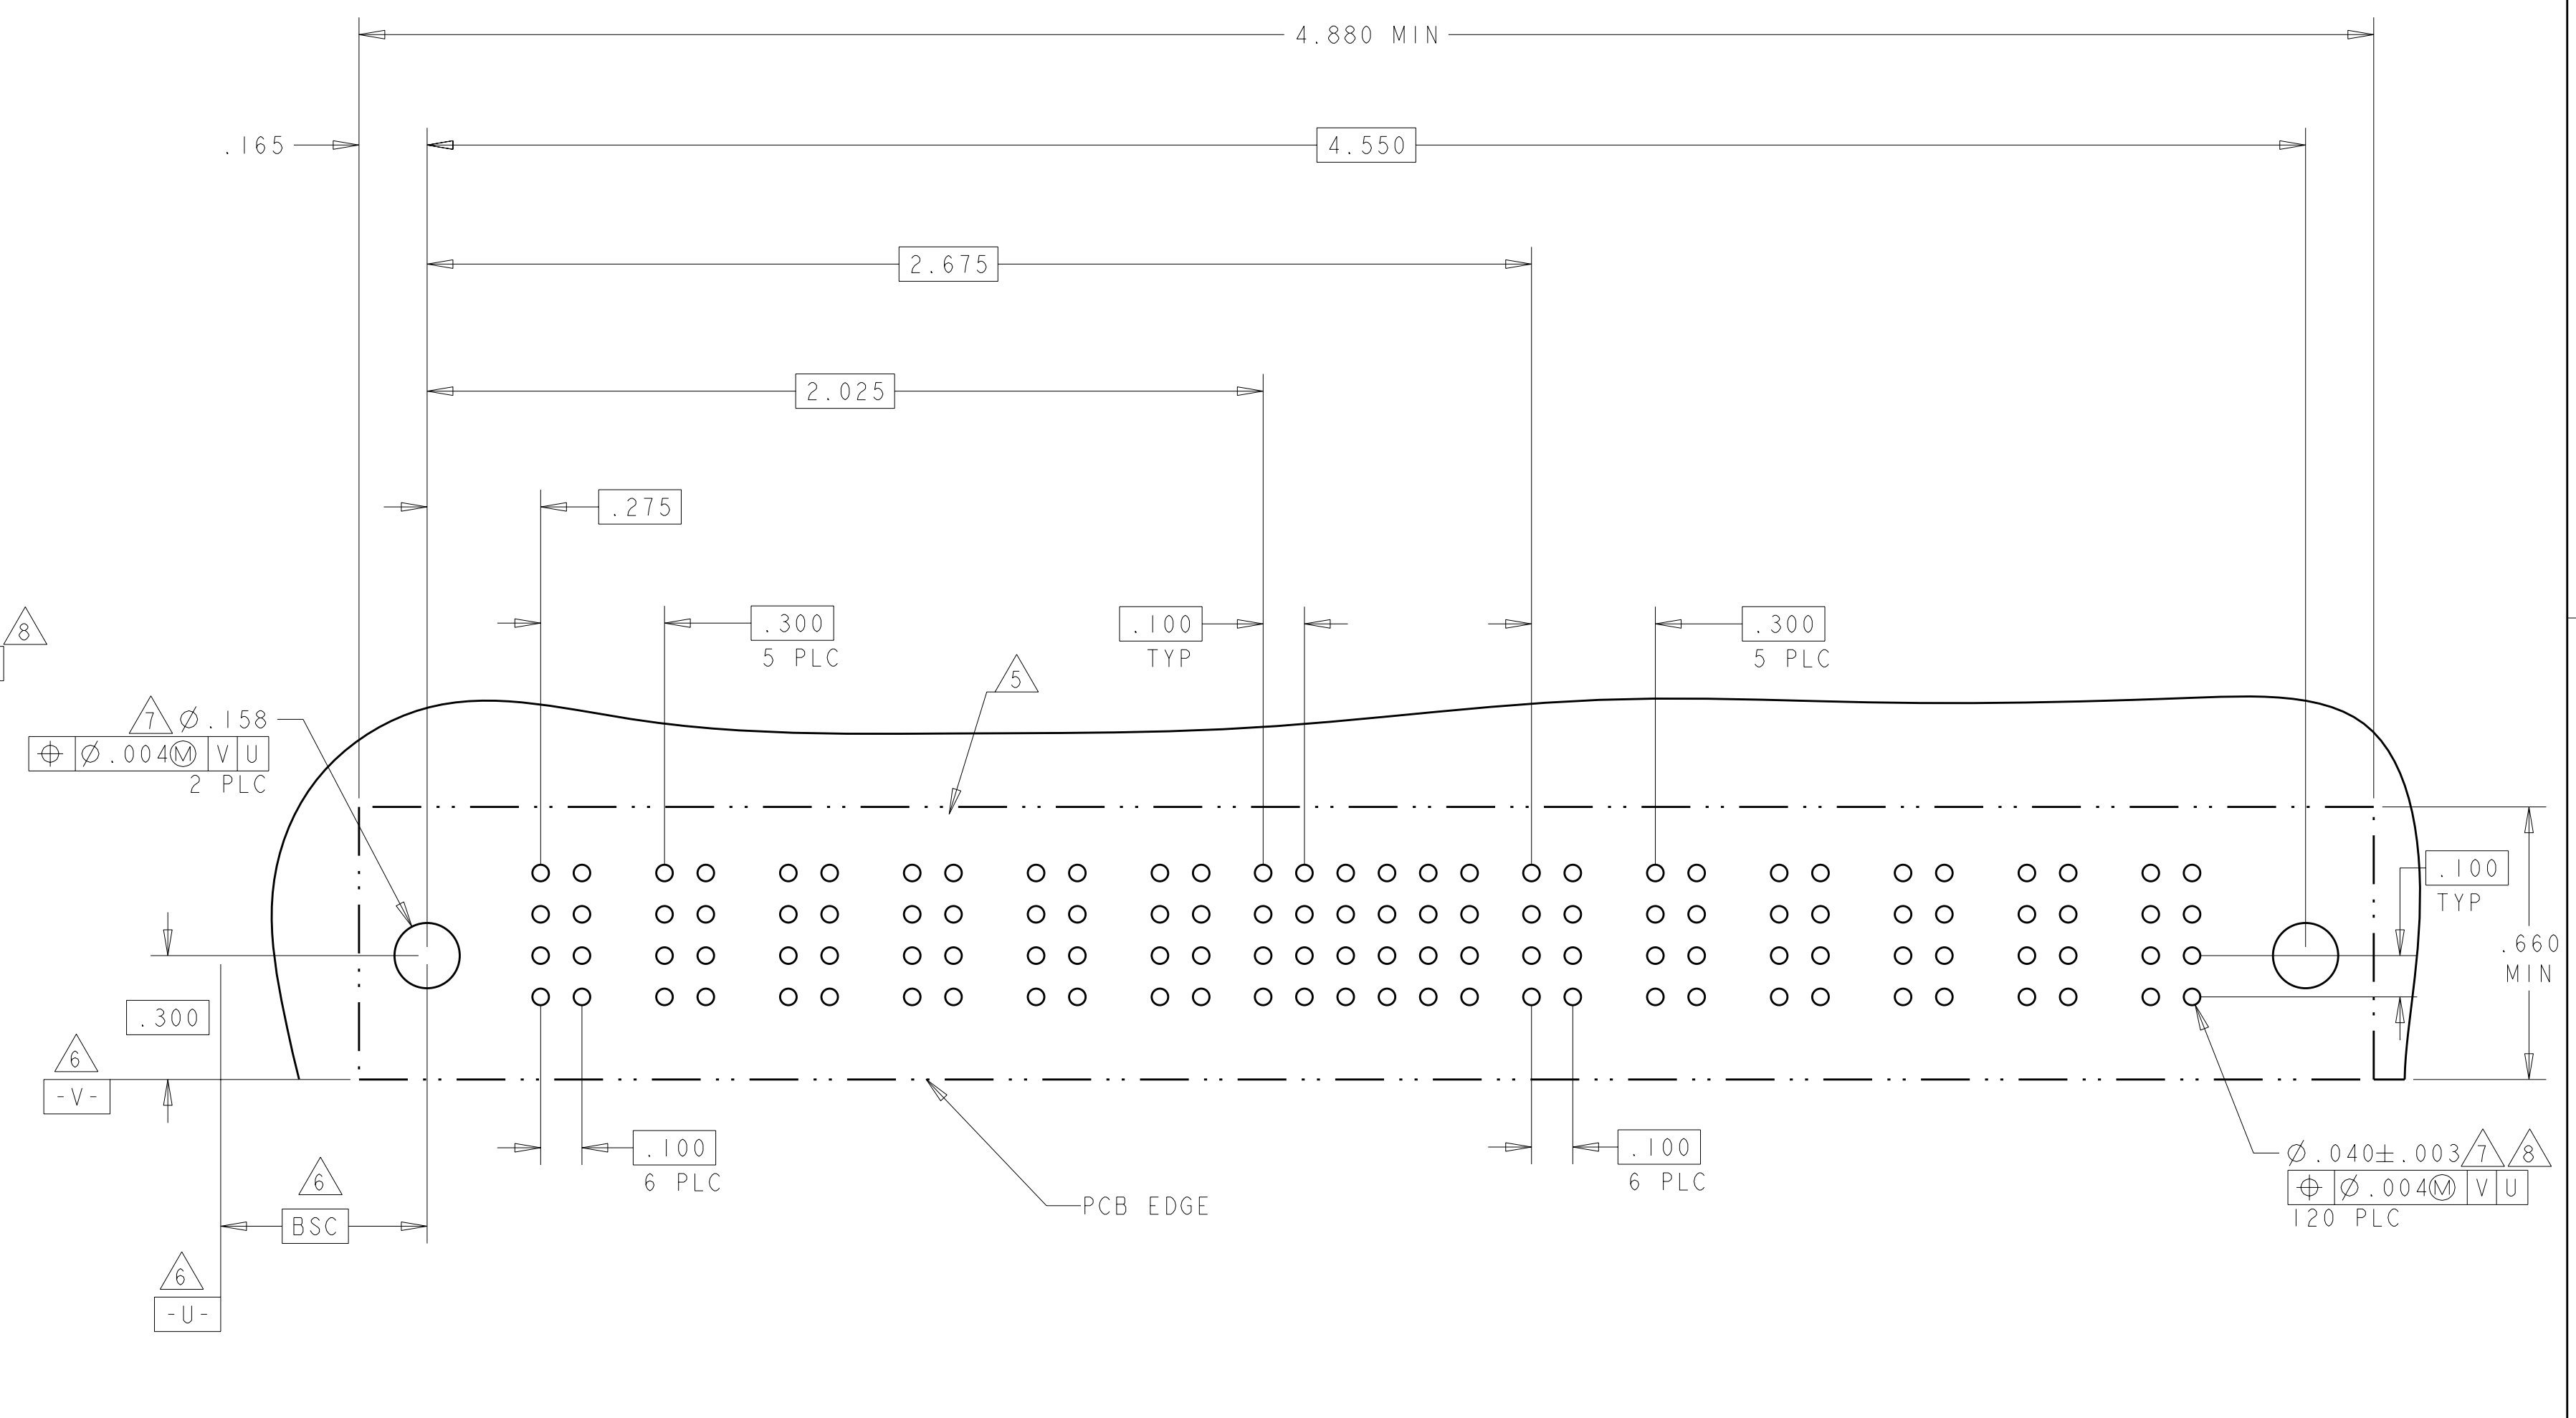 4.880 MIN
.165
4.550
2.675
2.025
.275
.300
5 PLC
.100
TYP
.300
5 PLC
8
5
7 Ø.158
⌖ Ø.004Ⓜ V U
2 PLC
.100
TYP
.660
MIN
.300
6
-V-
.100
6 PLC
.100
6 PLC
Ø.040±.003 7 8
⌖ Ø.004Ⓜ V U
120 PLC
PCB EDGE
6
BSC
6
-U-